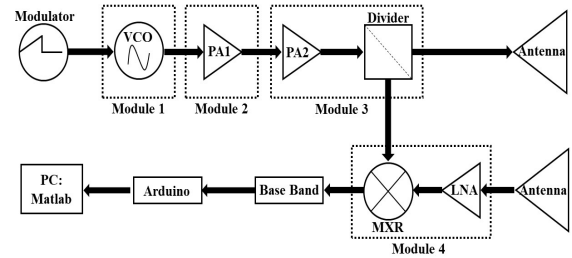 Modulator
VCO
PA1
PA2
Divider
Antenna
Module 1
Module 2
Module 3
PC:
Matlab
Arduino
Base Band
MXR
LNA
Antenna
Module 4